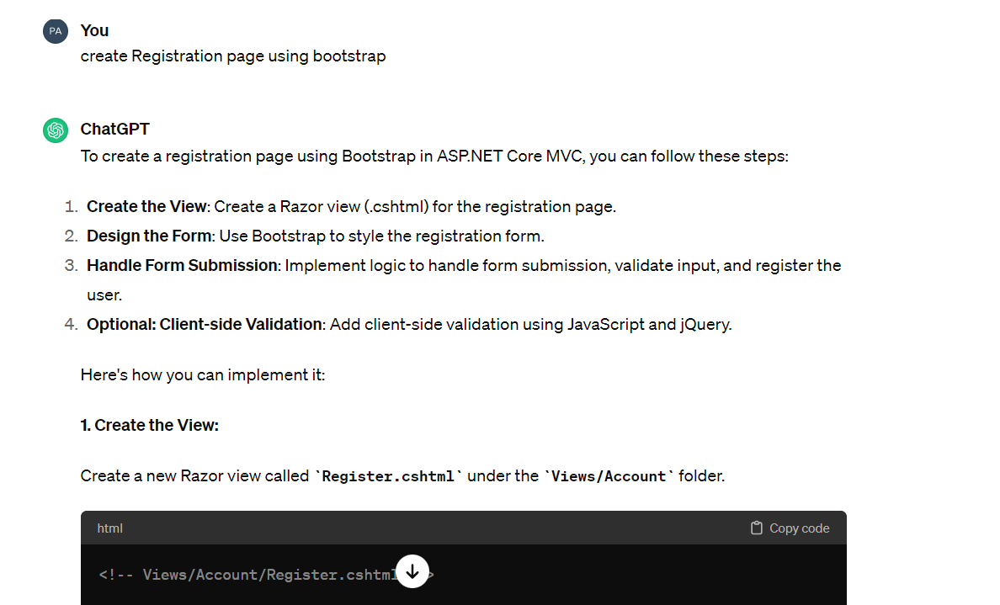 PA
You
create Registration page using bootstrap
ChatGPT
To create a registration page using Bootstrap in ASP.NET Core MVC, you can follow these steps:
1. Create the View: Create a Razor view (.cshtml) for the registration page.
2. Design the Form: Use Bootstrap to style the registration form.
3. Handle Form Submission: Implement logic to handle form submission, validate input, and register the
user.
4. Optional: Client-side Validation: Add client-side validation using JavaScript and jQuery.
Here's how you can implement it:
1. Create the View:
Create a new Razor view called `Register.cshtml` under the `Views/Account` folder.
html
Copy code
<!-- Views/Account/Register.cshtml >